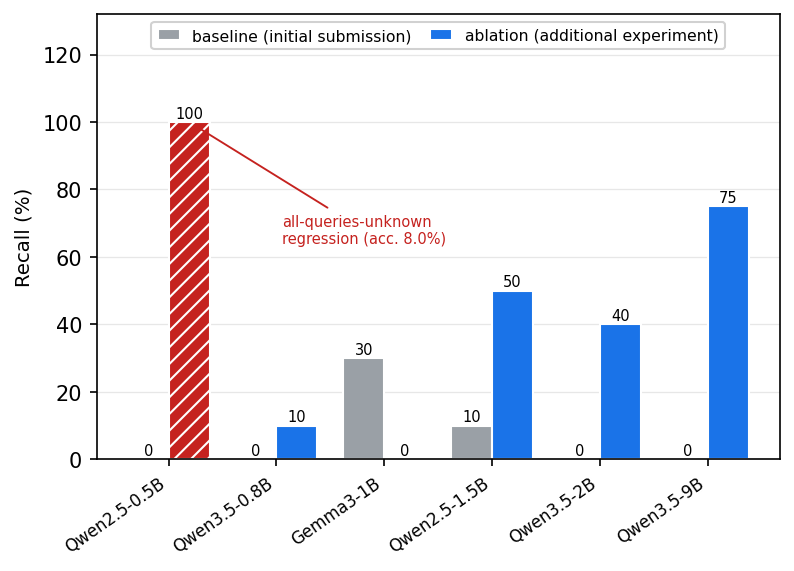 baseline (initial submission)
ablation (additional experiment)
Recall (%)
120
100
80
60
40
20
0
0
100
0
10
30
0
10
50
0
40
0
75
all-queries-unknown
regression (acc. 8.0%)
Qwen2.5-0.5B
Qwen3.5-0.8B
Gemma3-1B
Qwen2.5-1.5B
Qwen3.5-2B
Qwen3.5-9B